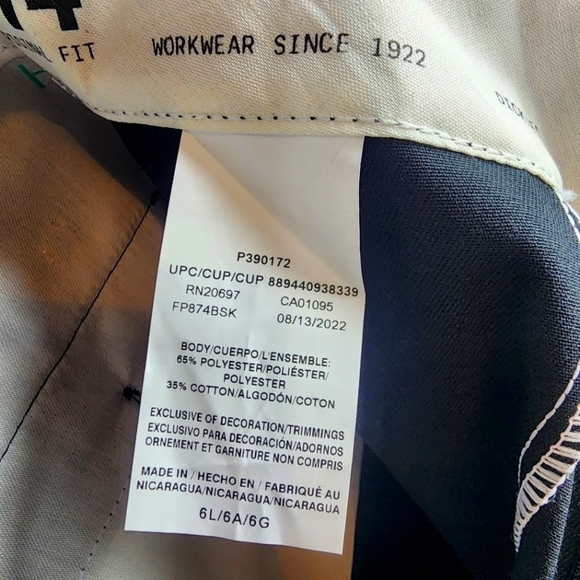 74
ORIGINAL FIT
WORKWEAR SINCE 1922
P390172
UPC/CUP/CUP 889440938339
RN20697 CA01095
FP874BSK 08/13/2022
BODY/CUERPO/L'ENSEMBLE:
65% POLYESTER/POLIÉSTER/
POLYESTER
35% COTTON/ALGODÓN/COTON
EXCLUSIVE OF DECORATION/TRIMMINGS
EXCLUSIVO PARA DECORACIÓN/ADORNOS
ORNEMENT ET GARNITURE NON COMPRIS
MADE IN / HECHO EN / FABRIQUÉ AU
NICARAGUA/NICARAGUA/NICARAGUA
6L/6A/6G